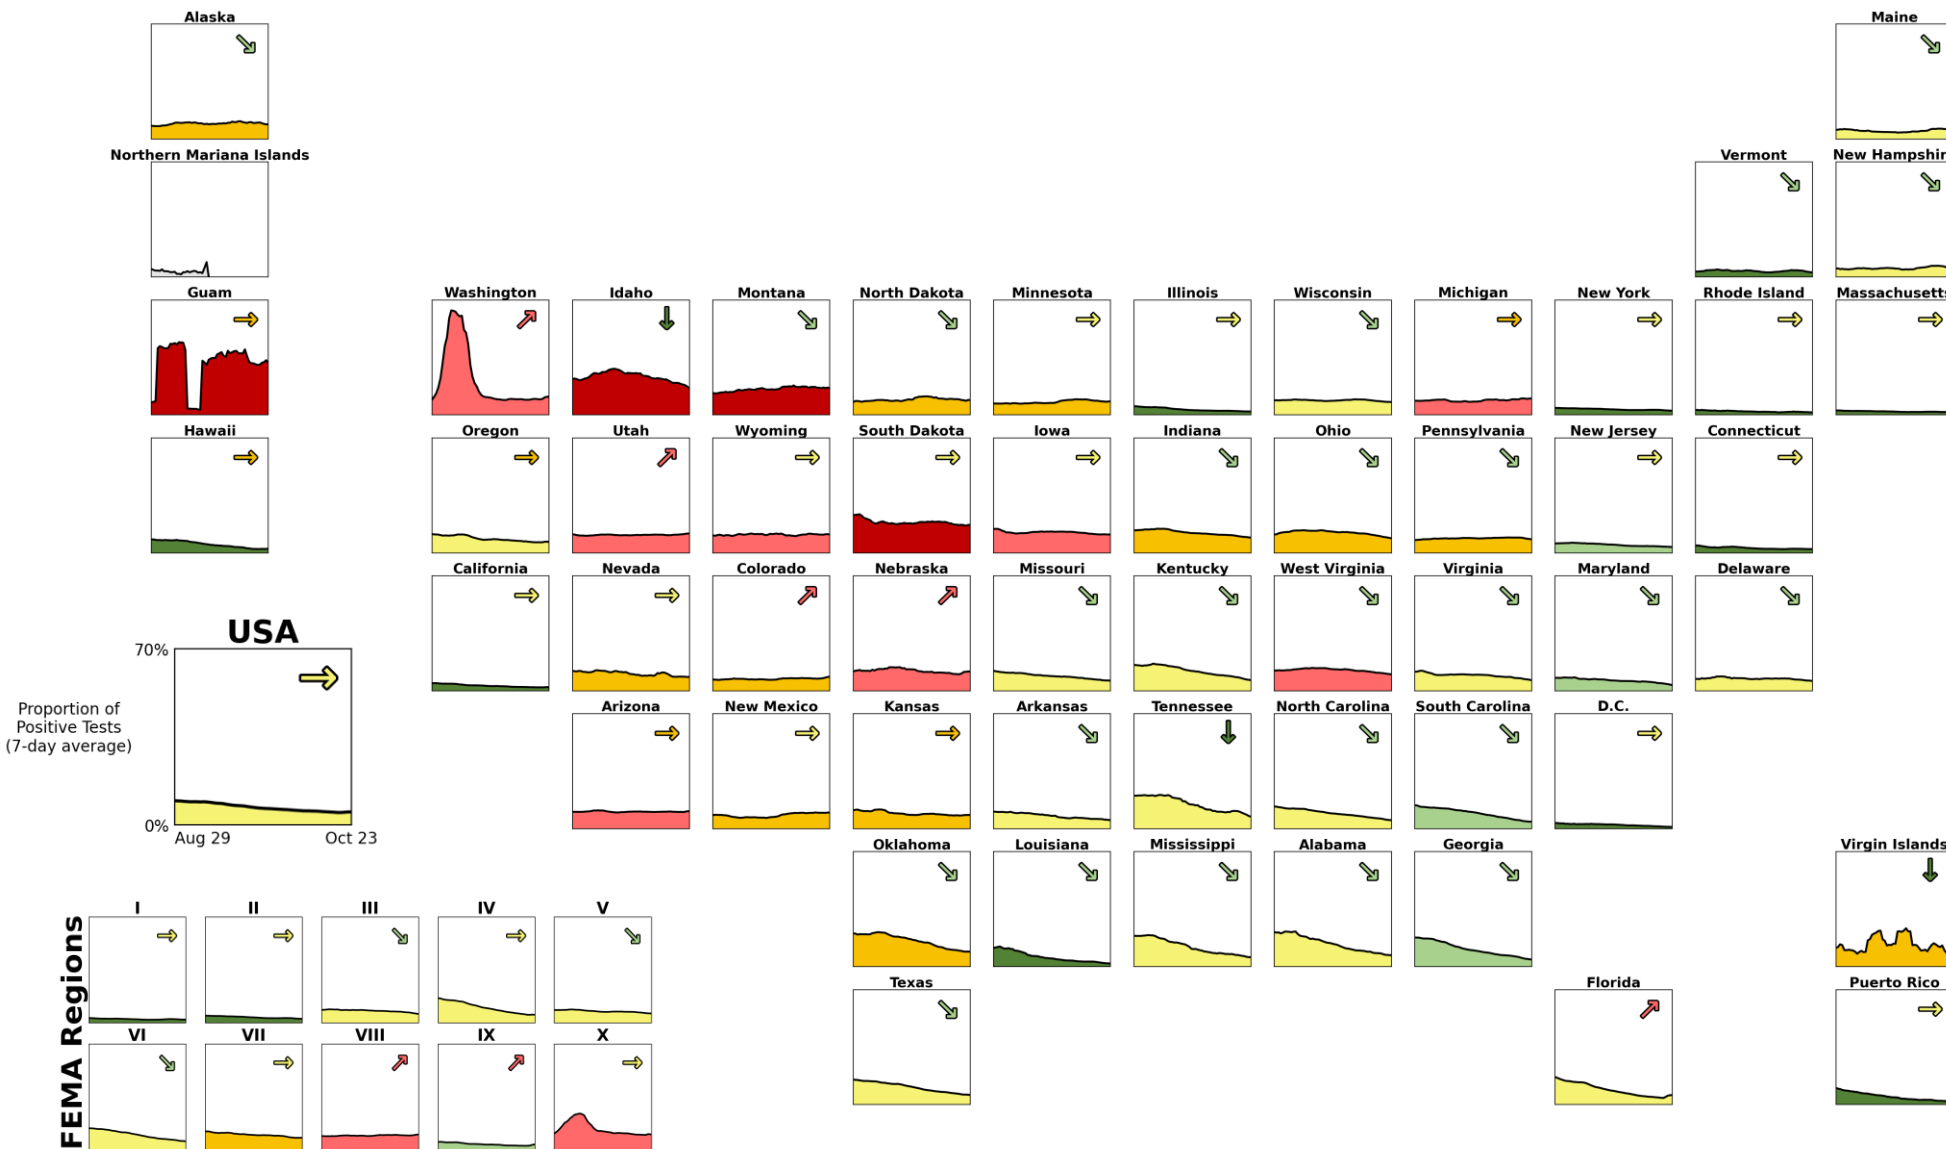 Alaska
Maine
Northern Mariana Islands
Vermont
New Hampshir
Guam
Washington
Idaho
Montana
North Dakota
Minnesota
Illinois
Wisconsin
Michigan
New York
Rhode Island
Massachusetts
Hawaii
Oregon
Utah
Wyoming
South Dakota
Iowa
Indiana
Ohio
Pennsylvania
New Jersey
Connecticut
California
Nevada
Colorado
Nebraska
Missouri
Kentucky
West Virginia
Virginia
Maryland
Delaware
USA
70%
Proportion of
Positive Tests
(7-day average)
0%
Aug 29
Oct 23
Arizona
New Mexico
Kansas
Arkansas
Tennessee
North Carolina
South Carolina
D.C.
Oklahoma
Louisiana
Mississippi
Alabama
Georgia
Virgin Islands
FEMA Regions
I
II
III
IV
V
Texas
Florida
Puerto Rico
VI
VII
VIII
IX
X